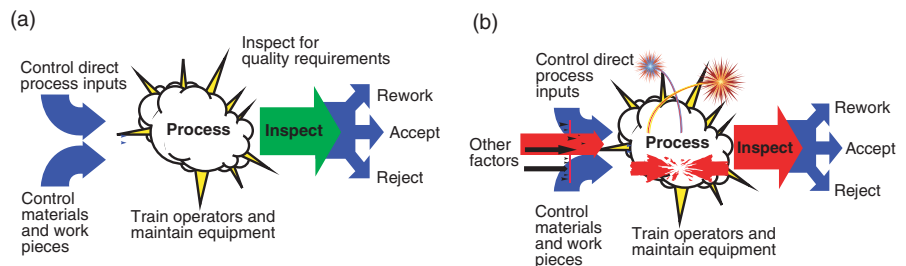 (a)
Inspect for
quality requirements
Control direct
process inputs
Process
Inspect
Rework
Accept
Reject
Control
materials
and work
pieces
Train operators and
maintain equipment
(b)
Control direct
process
inputs
Other
factors
Process
Inspect
Rework
Accept
Reject
Control
materials
and work
pieces
Train operators and
maintain equipment